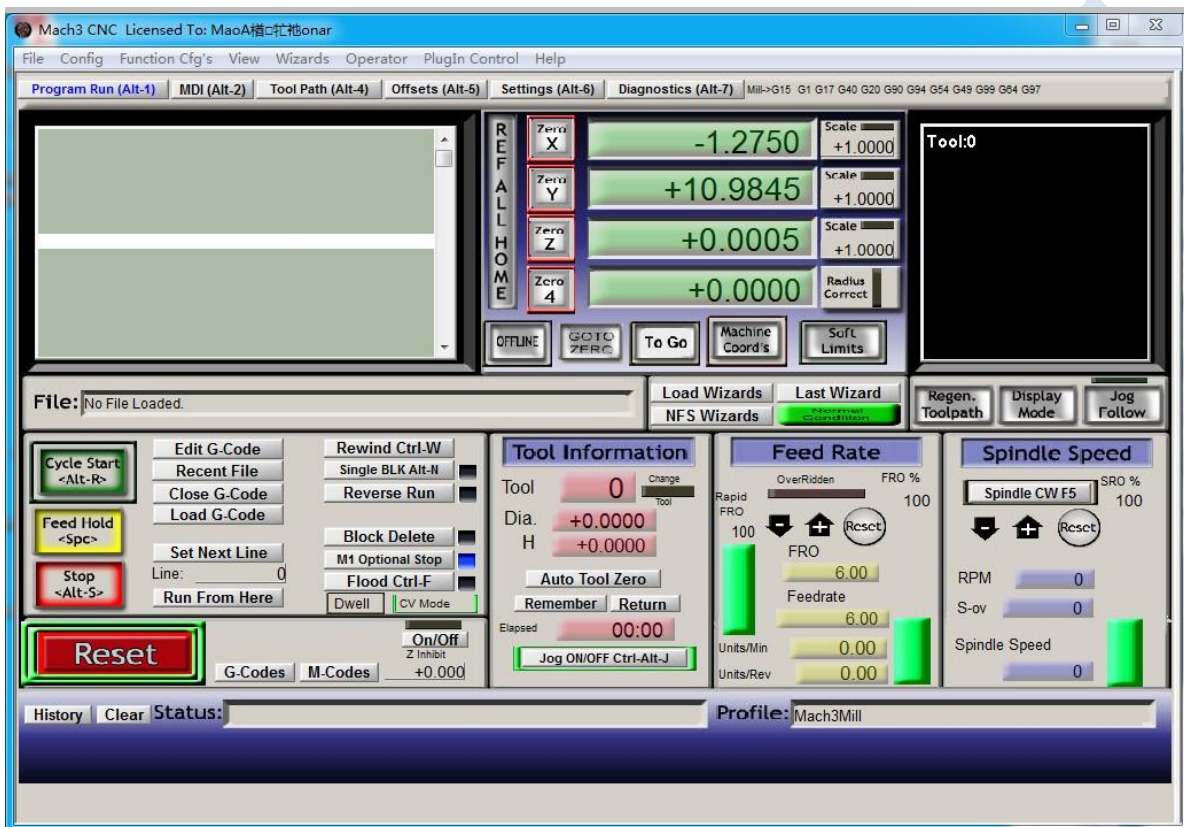 Mach3 CNC Licensed To: MaoA楢□牤祂onar
File Config Function Cfg's View Wizards Operator PlugIn Control Help
Program Run (Alt-1) MDI (Alt-2) Tool Path (Alt-4) Offsets (Alt-5) Settings (Alt-6) Diagnostics (Alt-7) Mill->G15 G1 G17 G40 G20 G90 G94 G54 G49 G99 G64 G97
REF ALL HOME
Zero X -1.2750 Scale +1.0000
Zero Y +10.9845 Scale +1.0000
Zero Z +0.0005 Scale +1.0000
Zero 4 +0.0000 Radius Correct
OFFLINE GOTO ZERO To Go Machine Coord's Soft Limits
Tool:0
File: No File Loaded.
Load Wizards Last Wizard
NFS Wizards Normal Condition
Regen. Toolpath Display Mode Jog Follow
Cycle Start <Alt-R>
Feed Hold <Spc>
Stop <Alt-S>
Edit G-Code
Recent File
Close G-Code
Load G-Code
Set Next Line
Line: 0
Run From Here
Rewind Ctrl-W
Single BLK Alt-N
Reverse Run
Block Delete
M1 Optional Stop
Flood Ctrl-F
Dwell CV Mode
Reset
G-Codes M-Codes
On/Off
Z Inhibit
+0.000
Tool Information
Tool 0 Change Tool
Dia. +0.0000
H +0.0000
Auto Tool Zero
Remember Return
Elapsed 00:00
Jog ON/OFF Ctrl-Alt-J
Feed Rate
OverRidden FRO %
100
Rapid FRO
100
Reset
FRO
6.00
Feedrate
6.00
Units/Min 0.00
Units/Rev 0.00
Spindle Speed
Spindle CW F5 SRO %
100
Reset
RPM 0
S-ov 0
Spindle Speed
0
History Clear Status:
Profile: Mach3Mill